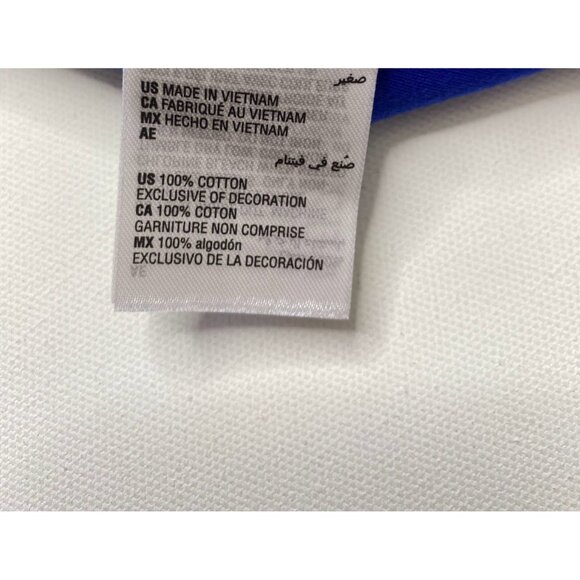 صغير
US MADE IN VIETNAM
CA FABRIQUÉ AU VIETNAM
MX HECHO EN VIETNAM
AE
صُنع في فيتنام
US 100% COTTON
EXCLUSIVE OF DECORATION
CA 100% COTON
GARNITURE NON COMPRISE
MX 100% algodón
EXCLUSIVO DE LA DECORACIÓN